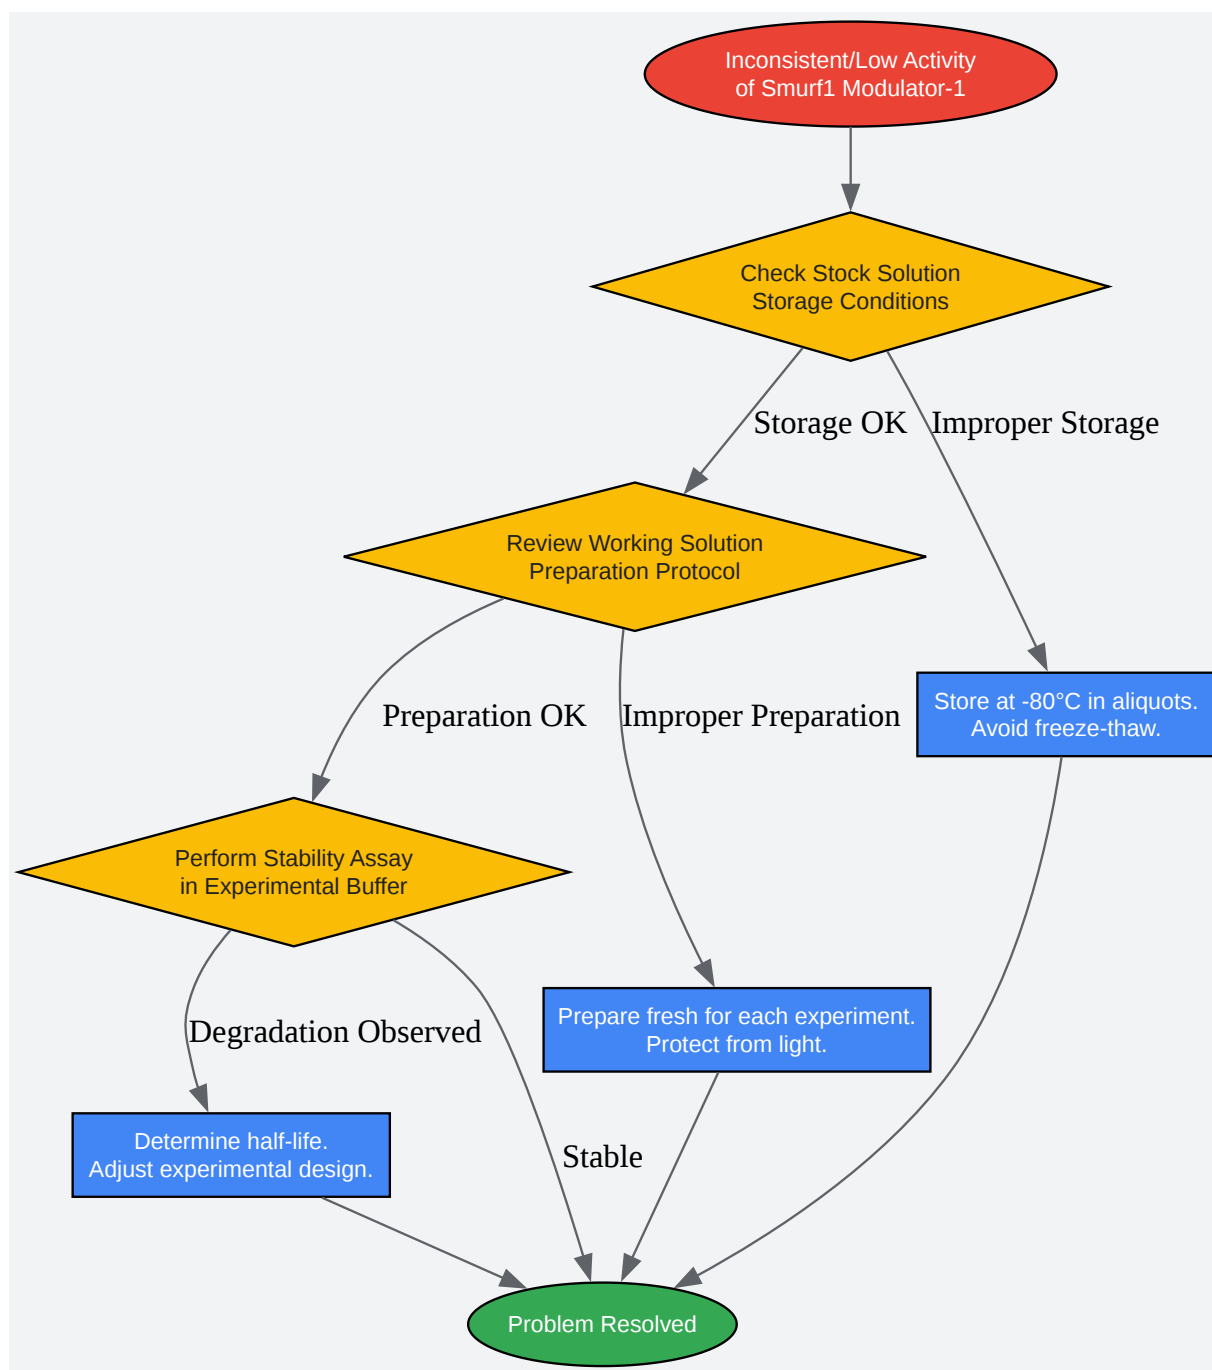 Inconsistent/Low Activity
of Smurf1 Modulator-1
Check Stock Solution
Storage Conditions
Storage OK
Improper Storage
Review Working Solution
Preparation Protocol
Store at -80°C in aliquots.
Avoid freeze-thaw.
Preparation OK
Improper Preparation
Perform Stability Assay
in Experimental Buffer
Prepare fresh for each experiment.
Protect from light.
Degradation Observed
Determine half-life.
Adjust experimental design.
Stable
Problem Resolved